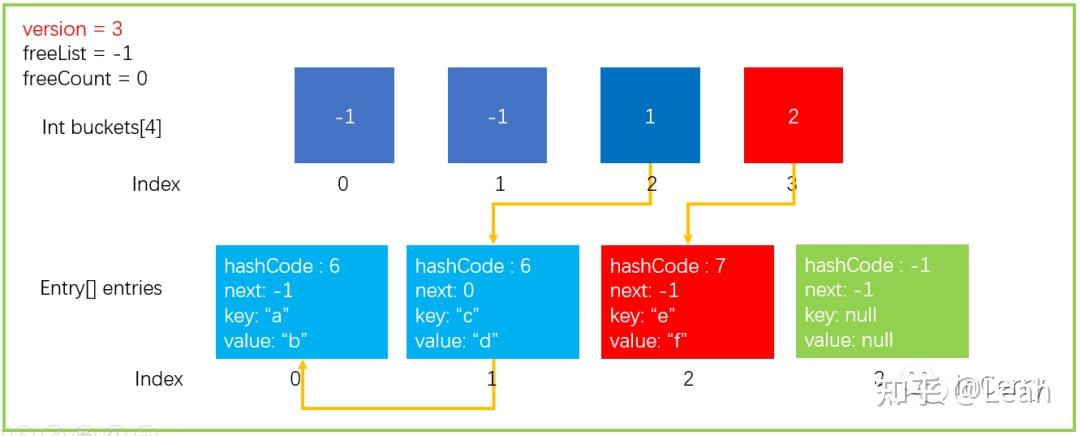 version = 3
freeList = -1
freeCount = 0
Int buckets[4]
-1 -1 1 2
Index 0 1 2 3
Entry[] entries
hashCode : 6
next: -1
key: “a”
value: “b”
hashCode : 6
next: 0
key: “c”
value: “d”
hashCode : 7
next: -1
key: “e”
value: “f”
hashCode : -1
next: -1
key: null
value: null
Index 0 1 2
知乎 @Lean